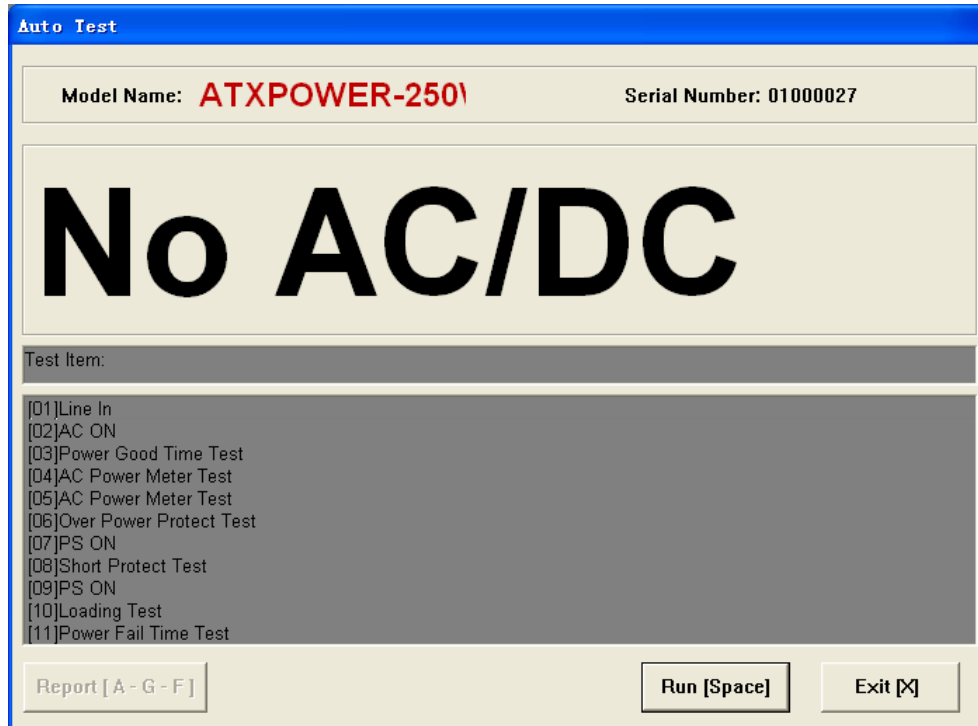 Auto Test
Model Name: ATXPOWER-250
Serial Number: 01000027
No AC/DC
Test Item:
[01]Line In
[02]AC ON
[03]Power Good Time Test
[04]AC Power Meter Test
[05]AC Power Meter Test
[06]Over Power Protect Test
[07]PS ON
[08]Short Protect Test
[09]PS ON
[10]Loading Test
[11]Power Fail Time Test
Report [ A - G - F ]
Run [Space]
Exit [X]